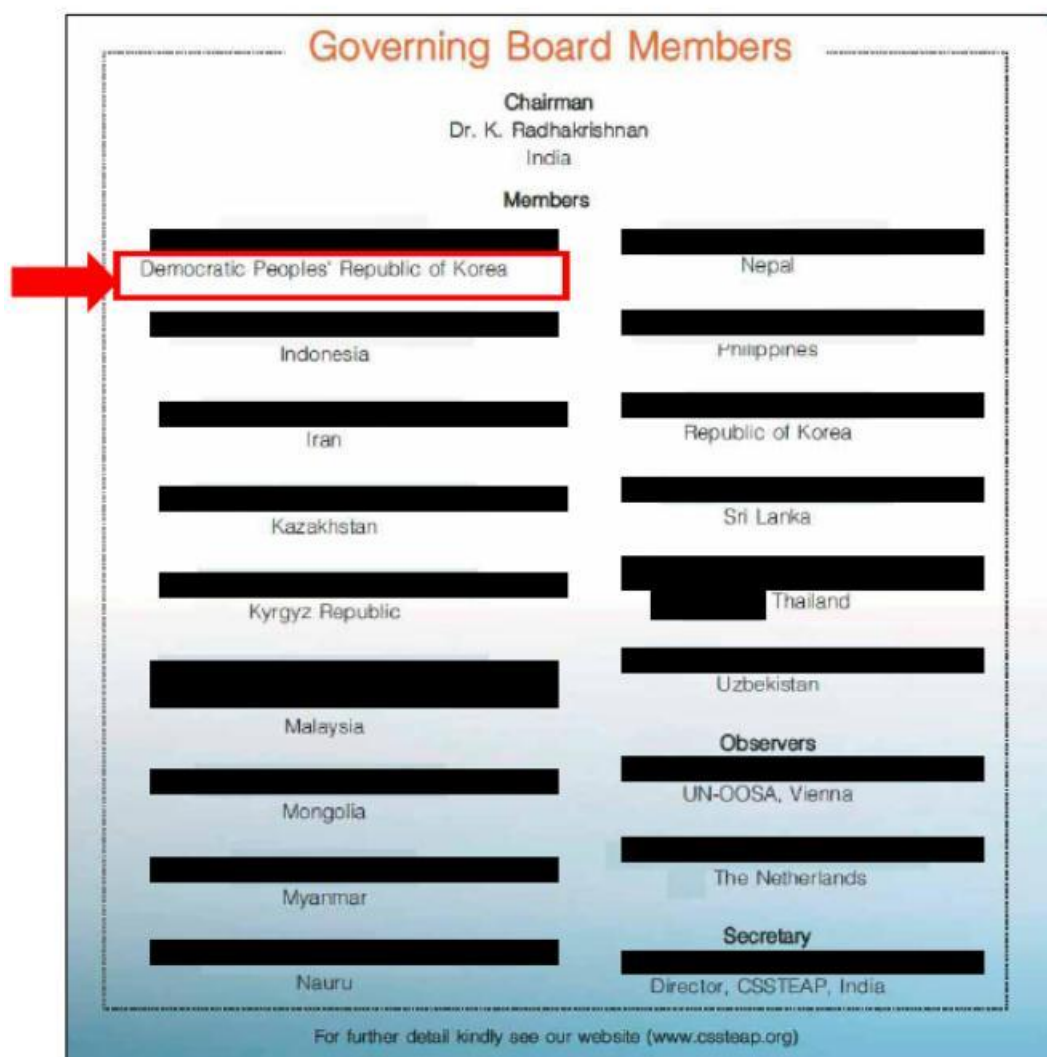 Governing Board Members
Chairman
Dr. K. Radhakrishnan
India
Members
Democratic Peoples' Republic of Korea
Indonesia
Iran
Kazakhstan
Kyrgyz Republic
Malaysia
Mongolia
Myanmar
Nauru
Nepal
Philippines
Republic of Korea
Sri Lanka
Thailand
Uzbekistan
Observers
UN-OOSA, Vienna
The Netherlands
Secretary
Director, CSSTEAP, India
For further detail kindly see our website (www.cssteap.org)